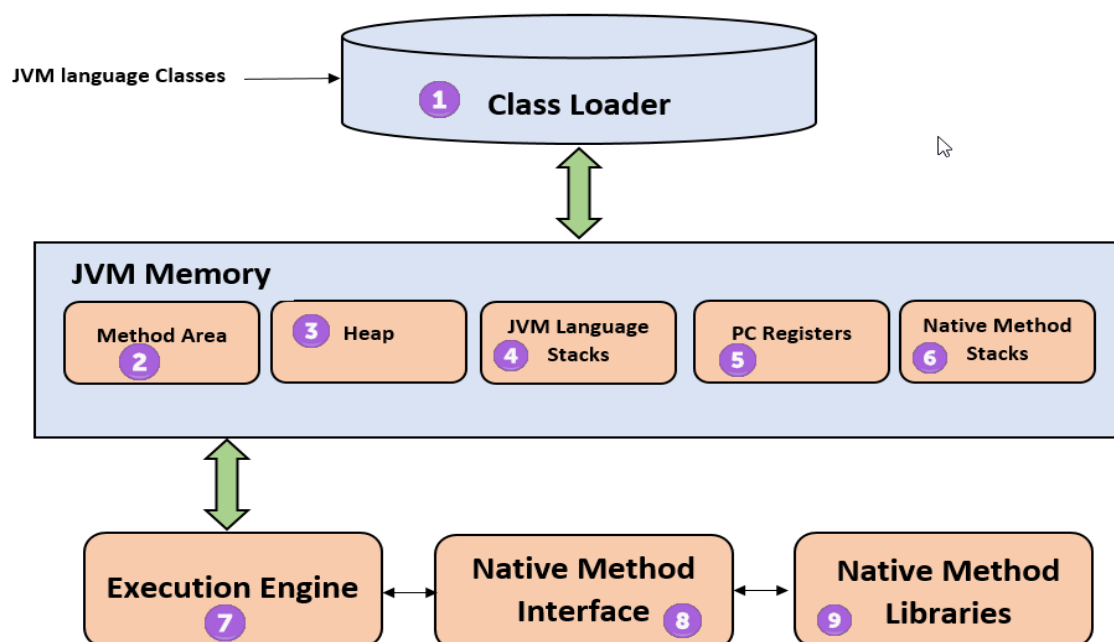 JVM language Classes
1 Class Loader
JVM Memory
Method Area
2
3 Heap
JVM Language
4 Stacks
PC Registers
5
Native Method
6 Stacks
Execution Engine
7
Native Method
Interface 8
Native Method
9 Libraries